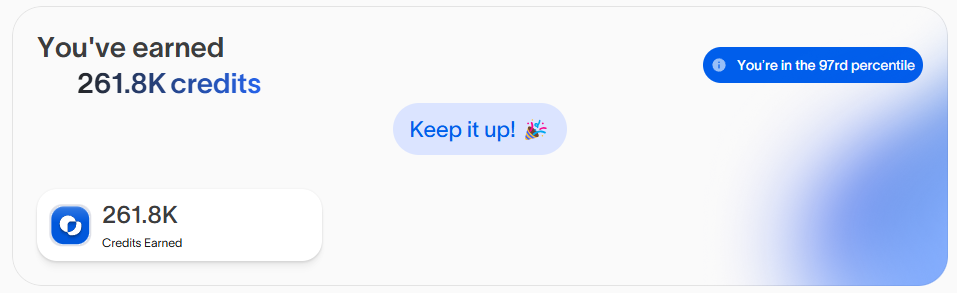 You've earned
261.8K credits
You're in the 97rd percentile
Keep it up! 🎉
261.8K
Credits Earned